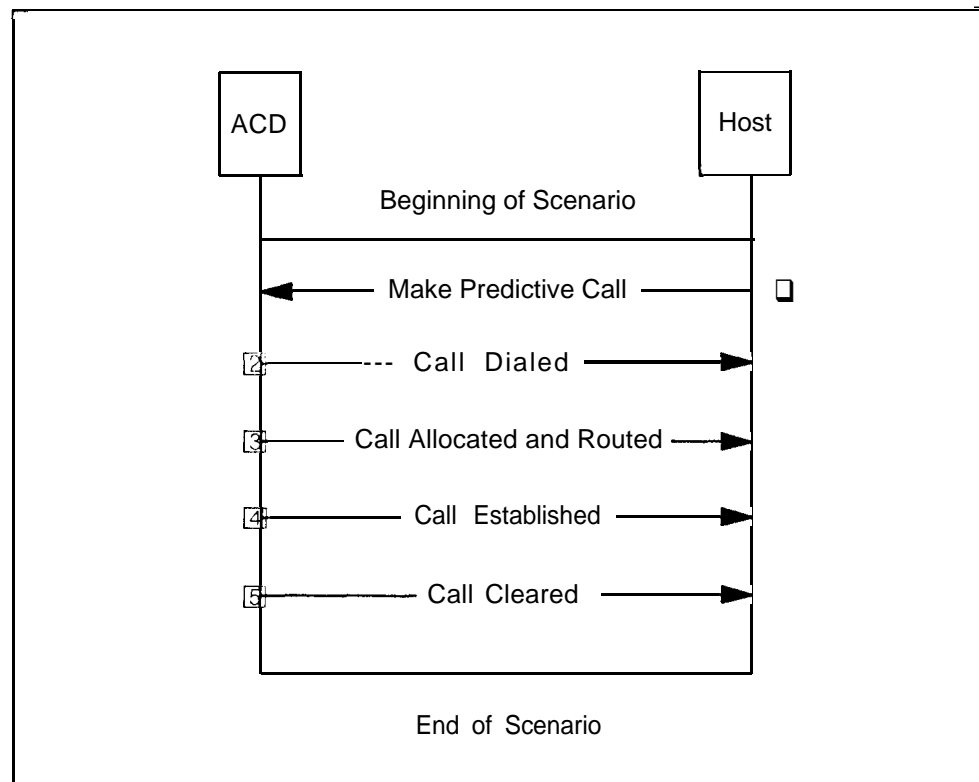 ACD
Host
Beginning of Scenario
Make Predictive Call
2 --- Call Dialed
3 Call Allocated and Routed
4 Call Established
5 Call Cleared
End of Scenario